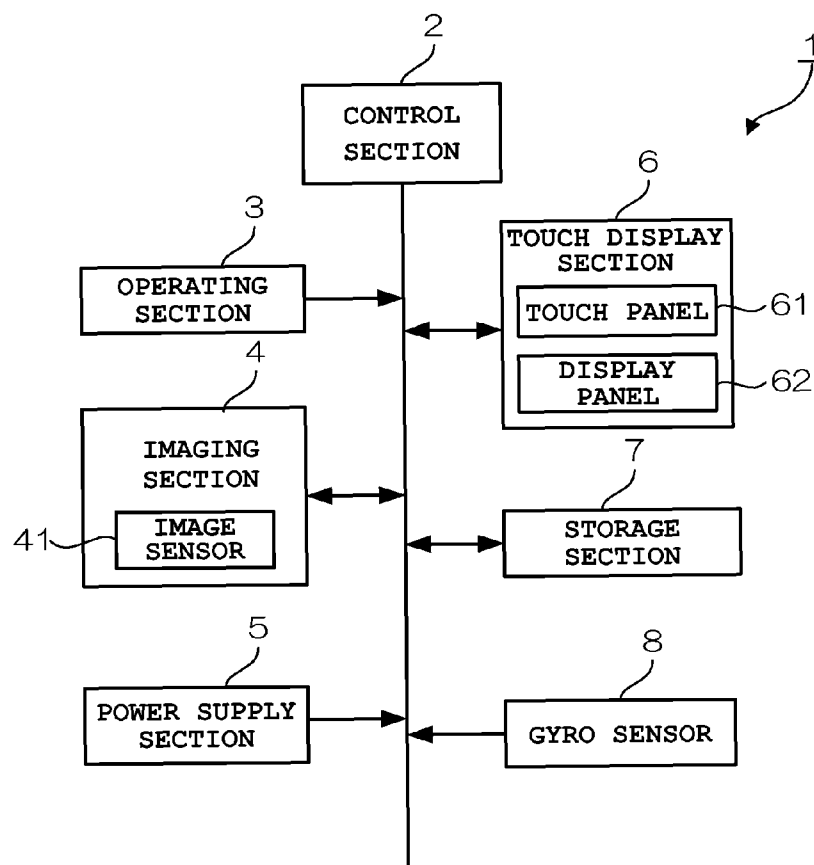 1
2
CONTROL
SECTION
3
OPERATING
SECTION
6
TOUCH DISPLAY
SECTION
TOUCH PANEL
61
DISPLAY
PANEL
62
4
IMAGING
SECTION
41
IMAGE
SENSOR
7
STORAGE
SECTION
5
POWER SUPPLY
SECTION
8
GYRO SENSOR